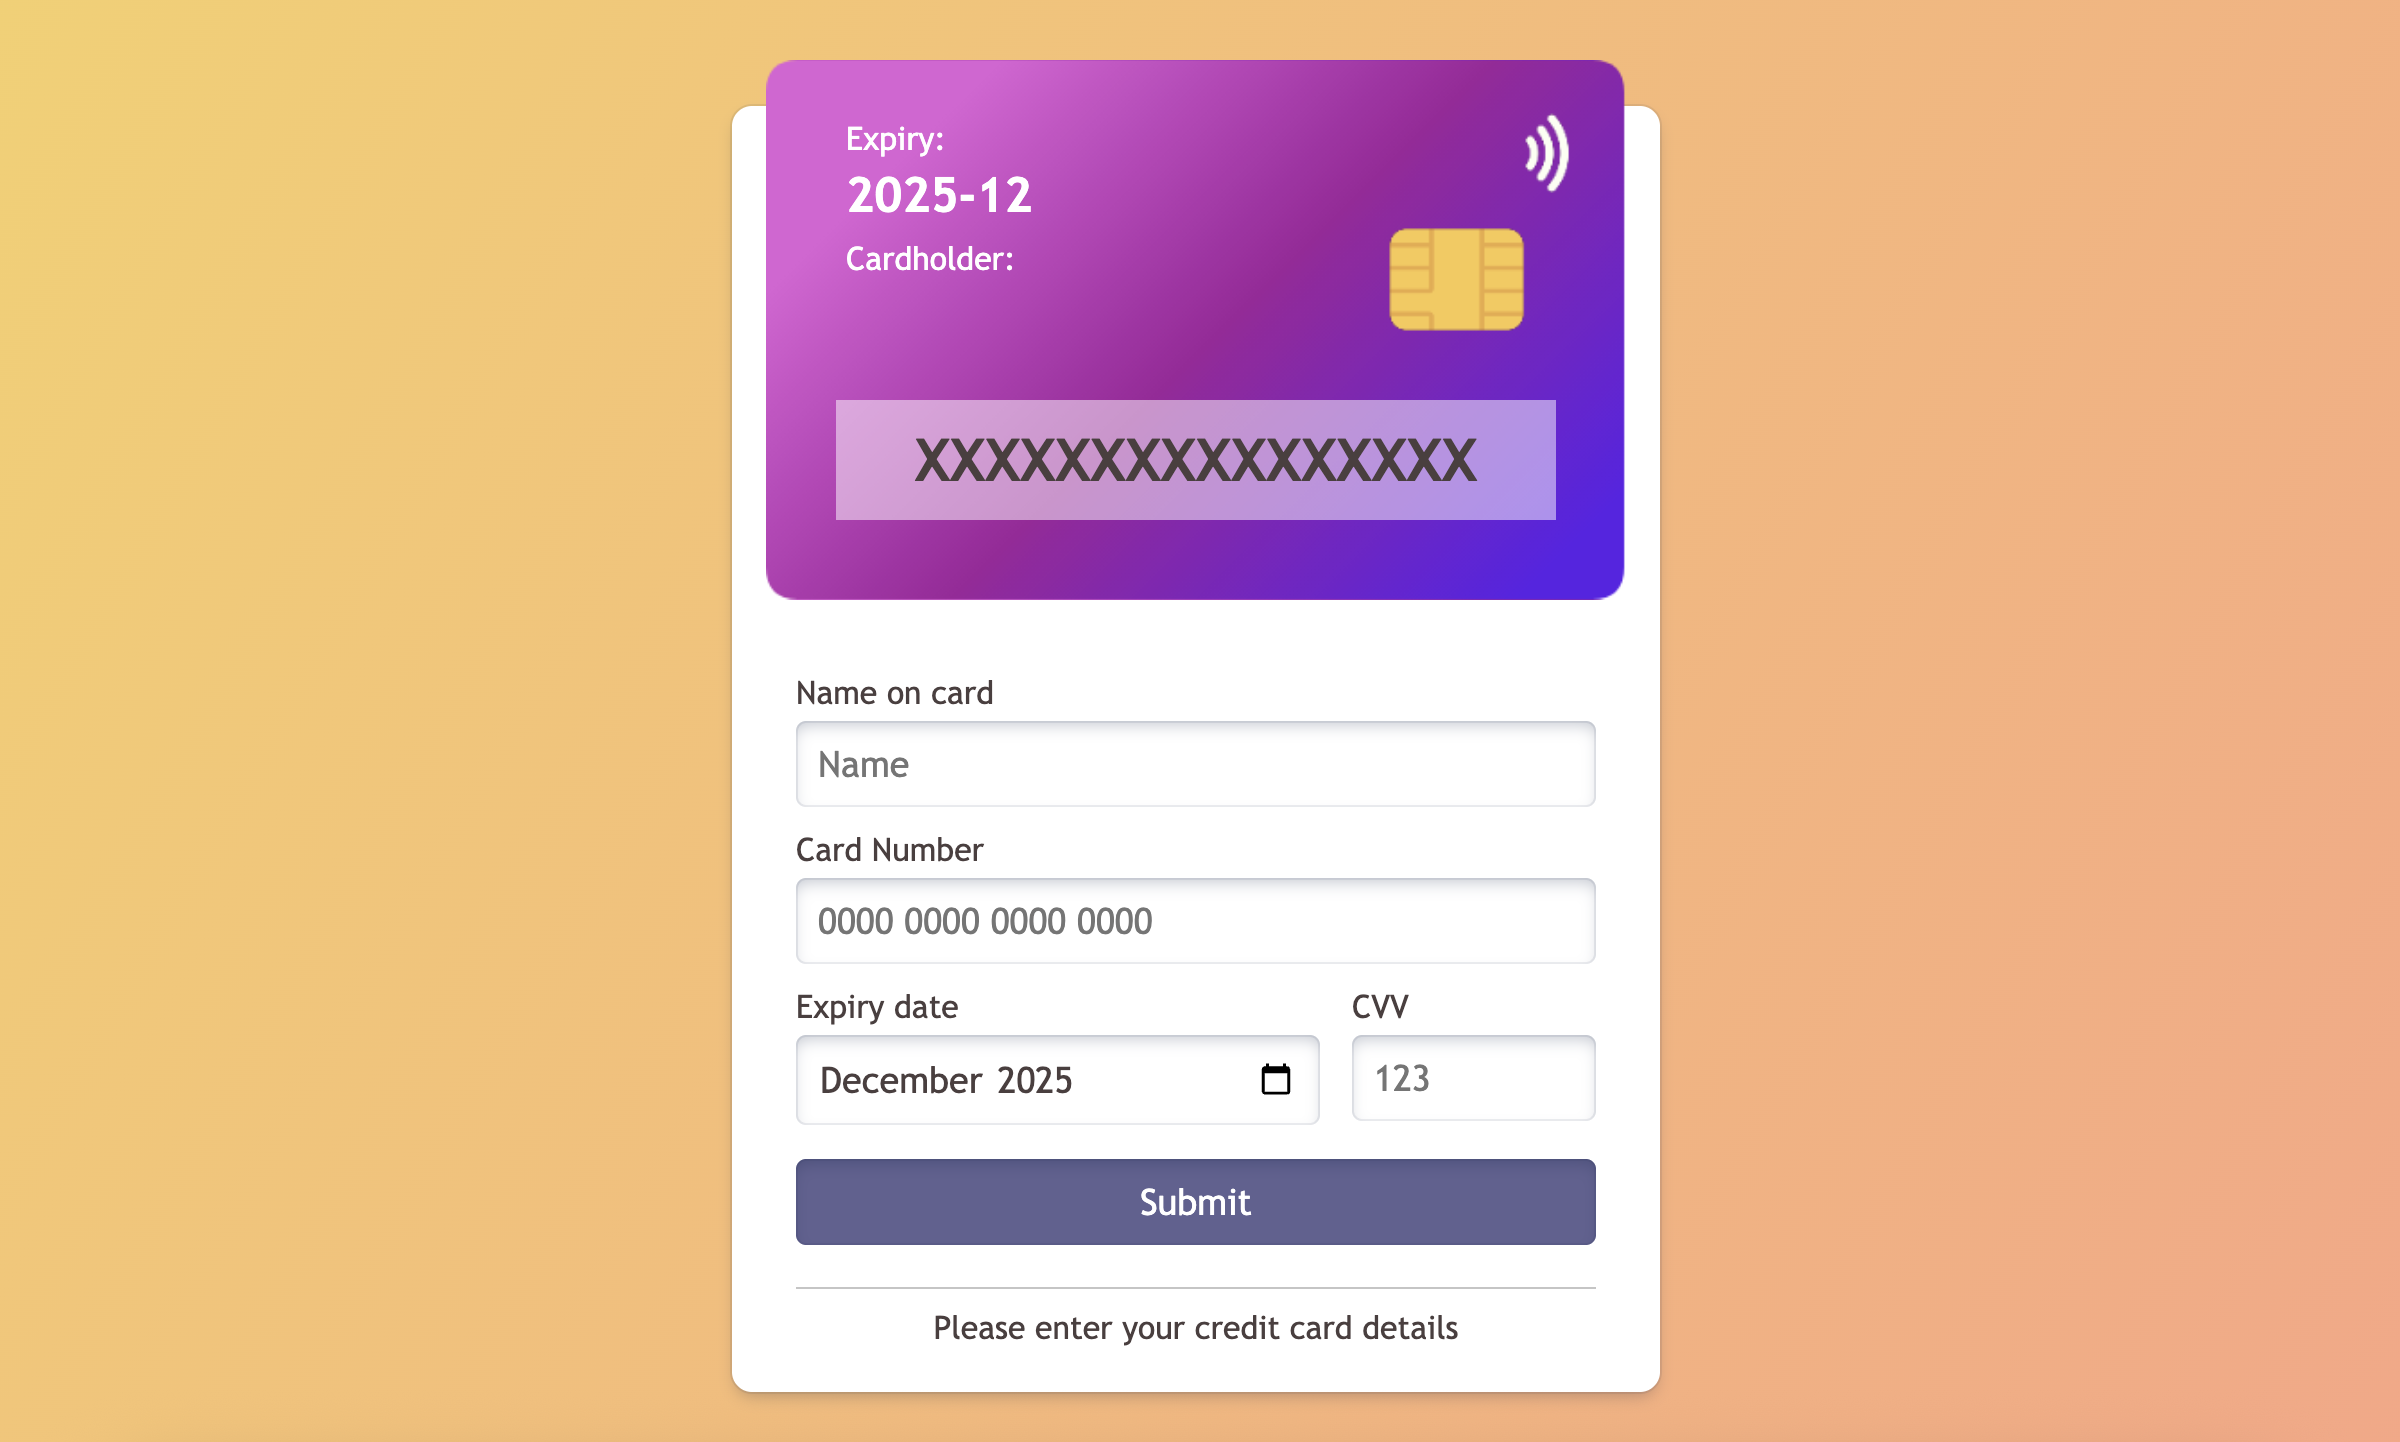 Expiry:
2025-12
Cardholder:
XXXXXXXXXXXXXXXX
Name on card
Name
Card Number
0000 0000 0000 0000
Expiry date
CVV
December 2025
123
Submit
Please enter your credit card details